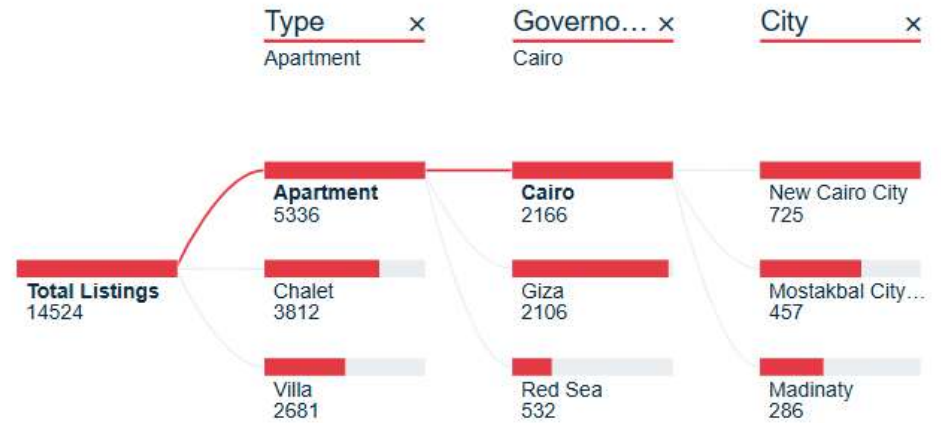 Type ×
Governo... ×
City ×
Apartment
Cairo
Total Listings
14524
Apartment
5336
Chalet
3812
Villa
2681
Cairo
2166
Giza
2106
Red Sea
532
New Cairo City
725
Mostakbal City...
457
Madinaty
286